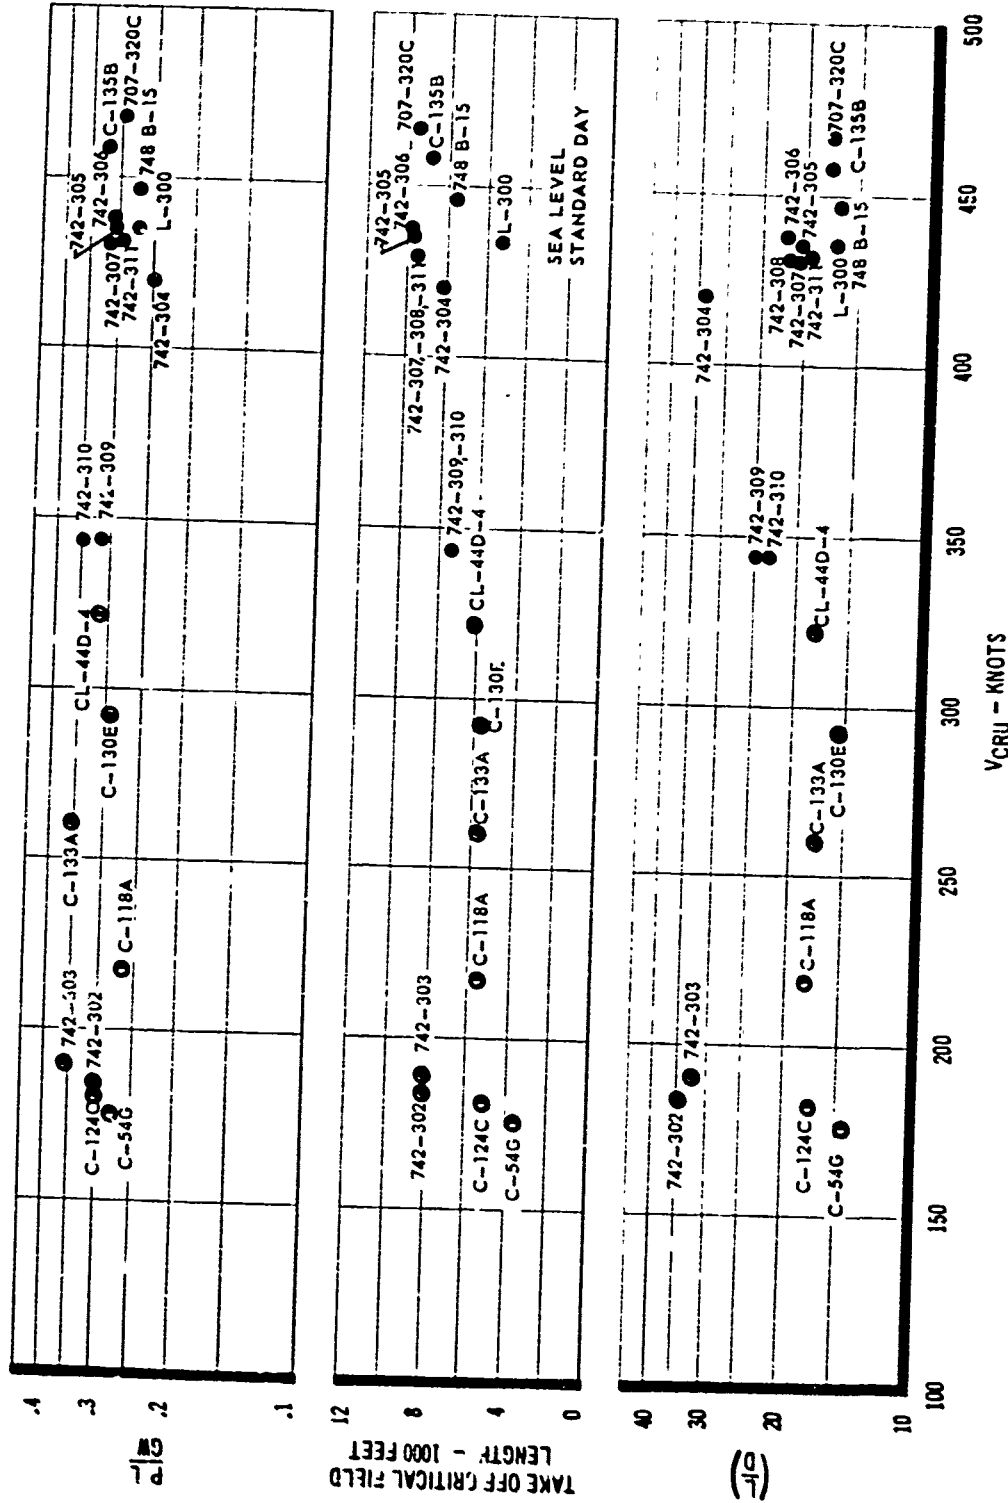 .4
.3
.2
.1
P/L
GW
742-303
742-302
C-124C
C-54G
C-118A
C-133A
C-130E
CL-44D-4
742-310
742-309
742-305
742-306
742-307
742-311
742-304
C-135B
707-320C
748 B-15
L-300
12
8
4
0
TAKE OFF CRITICAL FIELD
LENGTH - 1000 FEET
742-302
742-303
C-124C
C-54G
C-118A
C-133A
C-130E
CL-44D-4
742-309,-310
742-304
742-307,-308,-311
742-305
742-306
707-320C
C-135B
748 B-15
L-300
SEA LEVEL
STANDARD DAY
40
30
20
10
(L/D)
742-302
742-303
C-124C
C-54G
C-118A
C-133A
C-130E
CL-44D-4
742-309
742-310
742-304
742-308
742-307
742-311
742-306
742-305
L-300
748 B-15
C-135B
707-320C
100
150
200
250
300
350
400
450
500
VCRU - KNOTS